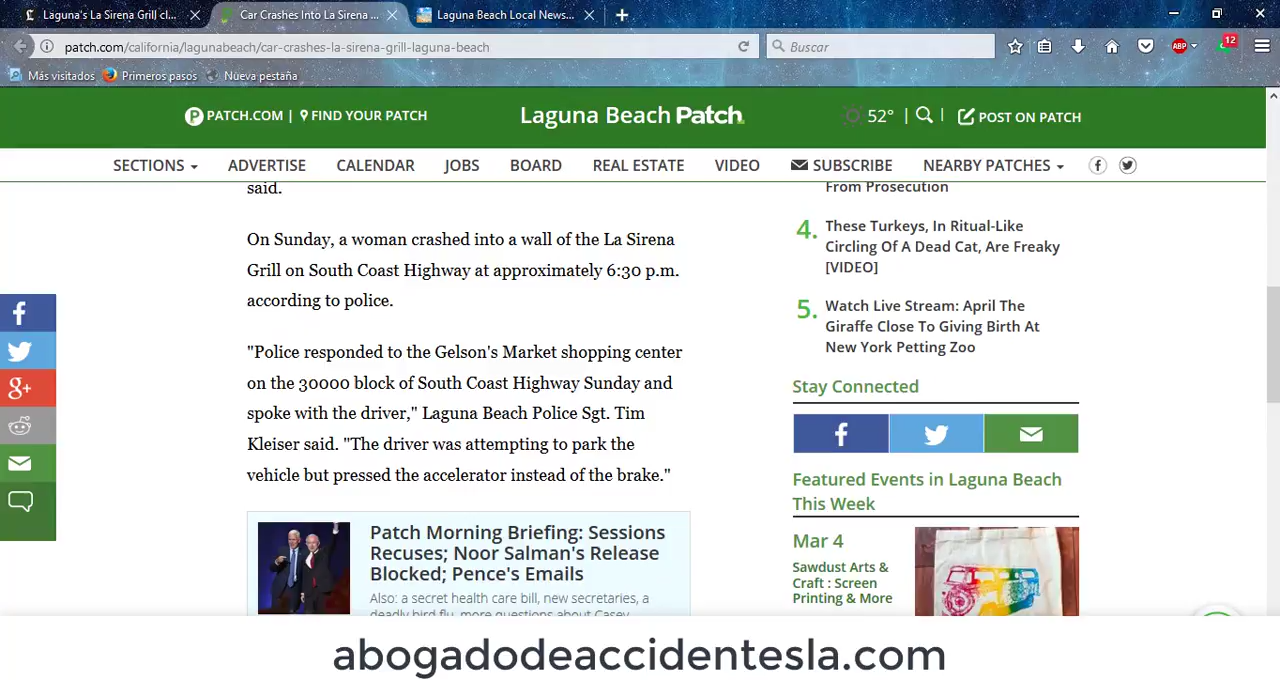 Laguna's La Sirena Grill cl...
Car Crashes Into La Sirena ...
Laguna Beach Local News...
patch.com/california/lagunabeach/car-crashes-la-sirena-grill-laguna-beach
Buscar
ABP
12
Más visitados
Primeros pasos
Nueva pestaña
PATCH.COM | FIND YOUR PATCH
Laguna Beach Patch
52° | | POST ON PATCH
SECTIONS ADVERTISE CALENDAR JOBS BOARD REAL ESTATE VIDEO SUBSCRIBE NEARBY PATCHES
said.
On Sunday, a woman crashed into a wall of the La Sirena
Grill on South Coast Highway at approximately 6:30 p.m.
according to police.
"Police responded to the Gelson's Market shopping center
on the 30000 block of South Coast Highway Sunday and
spoke with the driver," Laguna Beach Police Sgt. Tim
Kleiser said. "The driver was attempting to park the
vehicle but pressed the accelerator instead of the brake."
Patch Morning Briefing: Sessions
Recuses; Noor Salman's Release
Blocked; Pence's Emails
Also: a secret health care bill, new secretaries, a
deadly bird flu, more questions about Casey
From Prosecution
4. These Turkeys, In Ritual-Like
Circling Of A Dead Cat, Are Freaky
[VIDEO]
5. Watch Live Stream: April The
Giraffe Close To Giving Birth At
New York Petting Zoo
Stay Connected
Featured Events in Laguna Beach
This Week
Mar 4
Sawdust Arts &
Craft : Screen
Printing & More
abogadodeaccidentesla.com